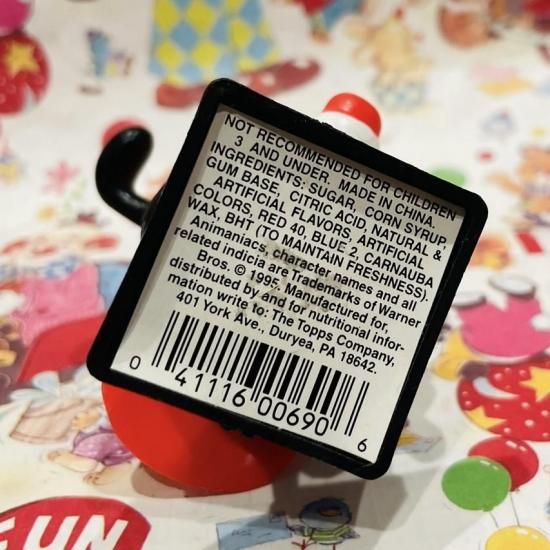 NOT RECOMMENDED FOR CHILDREN
3 AND UNDER. MADE IN CHINA.
INGREDIENTS: SUGAR, CORN SYRUP,
GUM BASE, CITRIC ACID, NATURAL &
ARTIFICIAL FLAVORS, ARTIFICIAL
COLORS, RED 40, BLUE 2, CARNAUBA
WAX, BHT (TO MAINTAIN FRESHNESS).
Animaniacs, character names and all
related indicia are Trademarks of Warner
Bros. © 1995. Manufactured for,
distributed by and for nutritional infor-
mation write to: The Topps Company,
401 York Ave., Duryea, PA 18642.
0 41116 00690 6
FUN